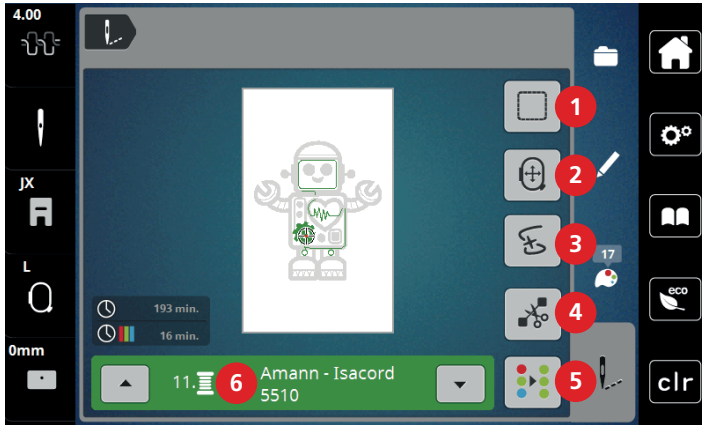 4.00
JX
L
0mm
193 min.
16 min.
11.
Amann - Isacord
5510
1
2
3
4
5
6
17
eco
clr